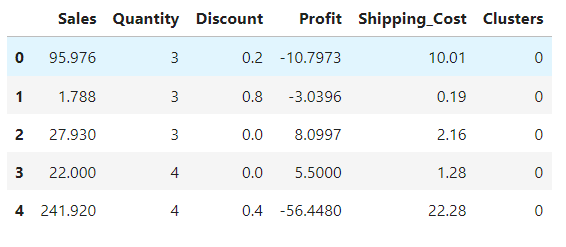 Sales Quantity Discount Profit Shipping_Cost Clusters
0 95.976 3 0.2 -10.7973 10.01 0
1 1.788 3 0.8 -3.0396 0.19 0
2 27.930 3 0.0 8.0997 2.16 0
3 22.000 4 0.0 5.5000 1.28 0
4 241.920 4 0.4 -56.4480 22.28 0